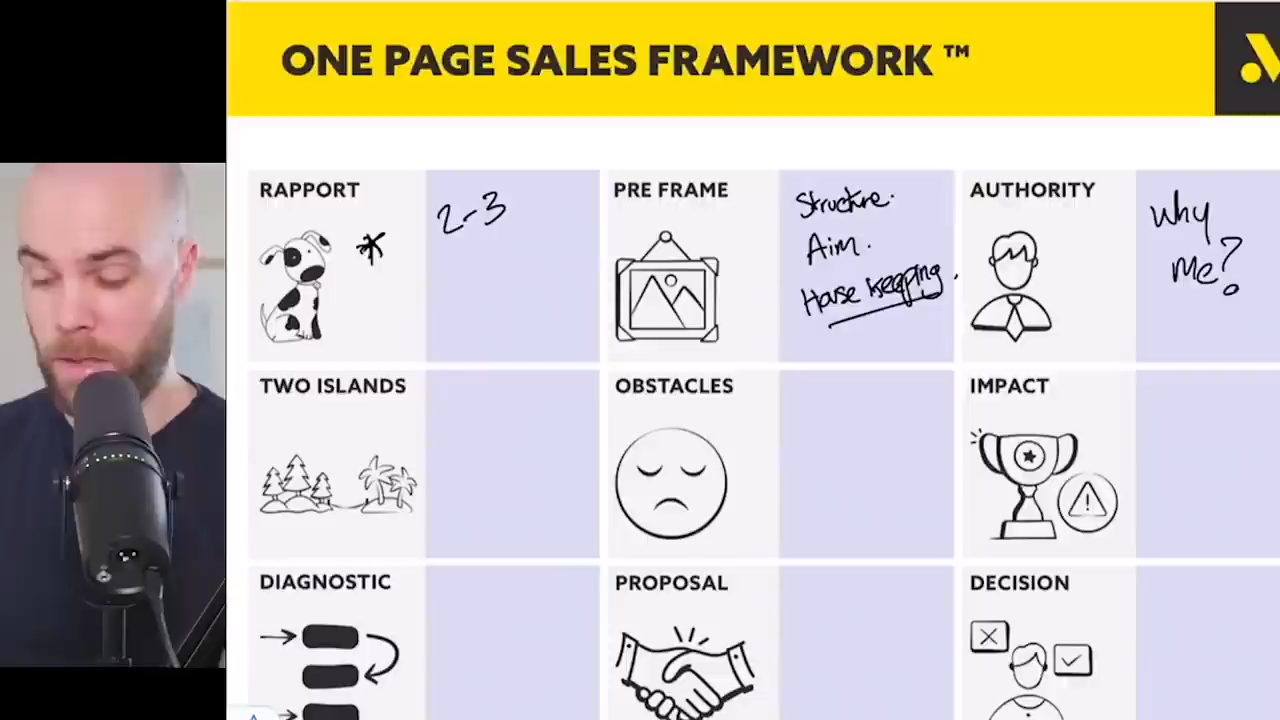 ONE PAGE SALES FRAMEWORK ™
RAPPORT
2-3
PRE FRAME
Structure.
Aim.
House keeping.
AUTHORITY
Why
Me?
TWO ISLANDS
OBSTACLES
IMPACT
DIAGNOSTIC
PROPOSAL
DECISION